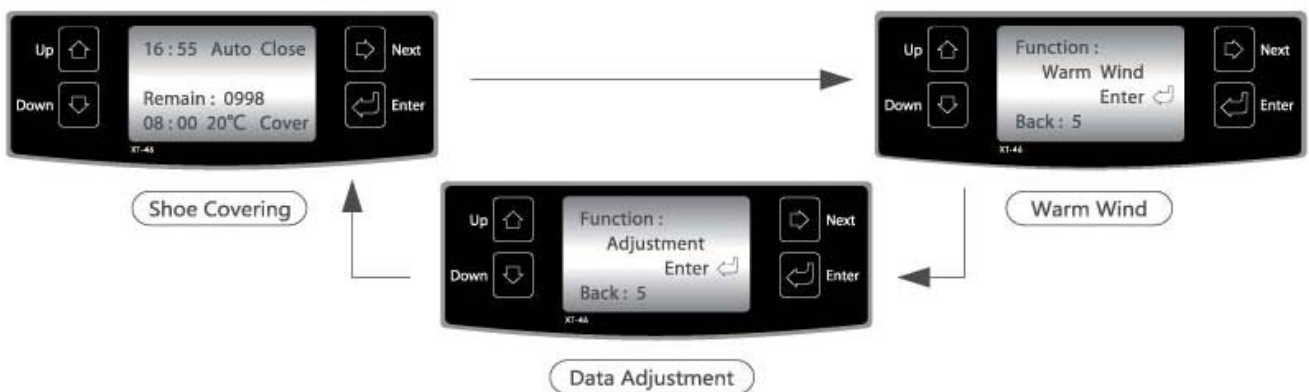 Up
Down
16:55 Auto Close
Remain: 0998
08:00 20°C Cover
Next
Enter
XT-46
Shoe Covering
Up
Down
Function:
Warm Wind
Enter
Back: 5
Next
Enter
XT-46
Warm Wind
Up
Down
Function:
Adjustment
Enter
Back: 5
Next
Enter
XT-46
Data Adjustment